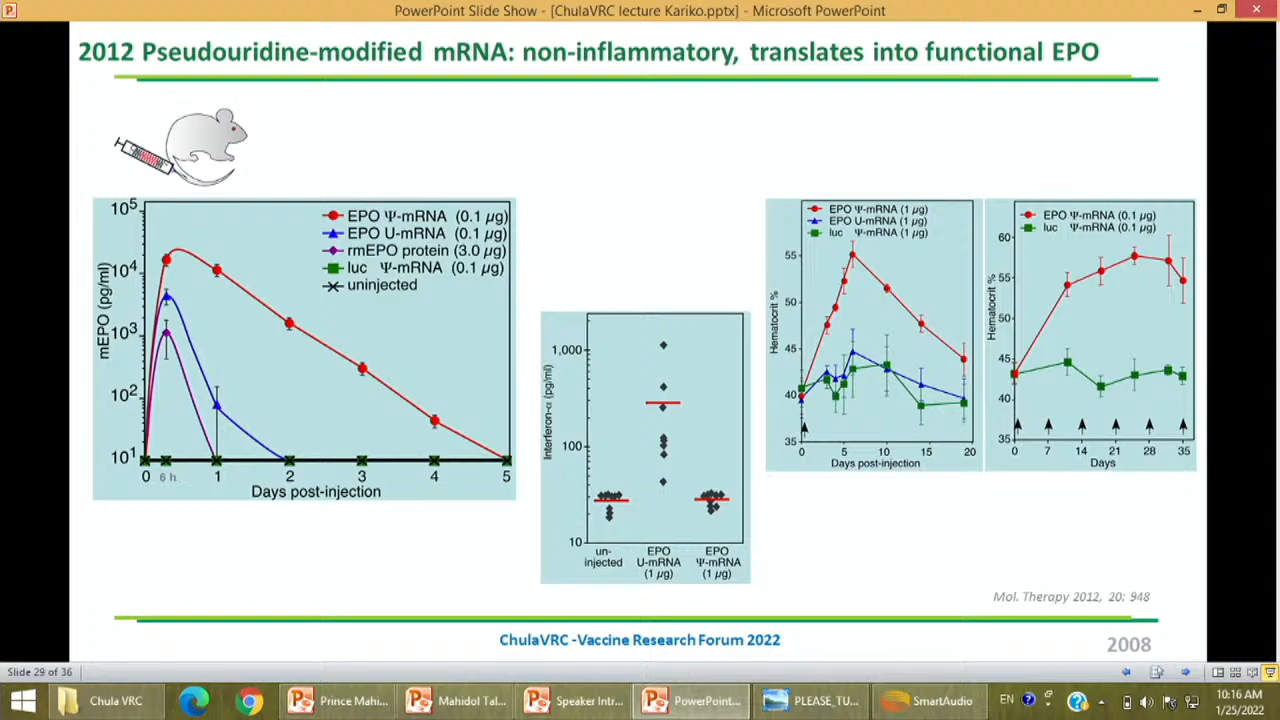 PowerPoint Slide Show - [ChulaVRC lecture Kariko.pptx] - Microsoft PowerPoint
2012 Pseudouridine-modified mRNA: non-inflammatory, translates into functional EPO
10⁵
10⁴
10³
10²
10¹
mEPO (pg/ml)
EPO Ψ-mRNA (0.1 µg)
EPO U-mRNA (0.1 µg)
rmEPO protein (3.0 µg)
luc Ψ-mRNA (0.1 µg)
uninjected
0 6 h 1 2 3 4 5
Days post-injection
Interferon-α (pg/ml)
1,000
100
10
un-injected
EPO U-mRNA (1 µg)
EPO Ψ-mRNA (1 µg)
EPO Ψ-mRNA (1 µg)
EPO U-mRNA (1 µg)
luc Ψ-mRNA (1 µg)
Hematocrit %
55
50
45
40
35
0 5 10 15 20
Days post-injection
EPO Ψ-mRNA (0.1 µg)
luc Ψ-mRNA (0.1 µg)
Hematocrit %
60
55
50
45
40
35
0 7 14 21 28 35
Days
Mol. Therapy 2012, 20: 948
ChulaVRC -Vaccine Research Forum 2022
2008
Slide 29 of 36
Chula VRC
Prince Mahi...
Mahidol Tal...
Speaker Intr...
PowerPoint...
PLEASE_TU...
SmartAudio
EN
10:16 AM
1/25/2022